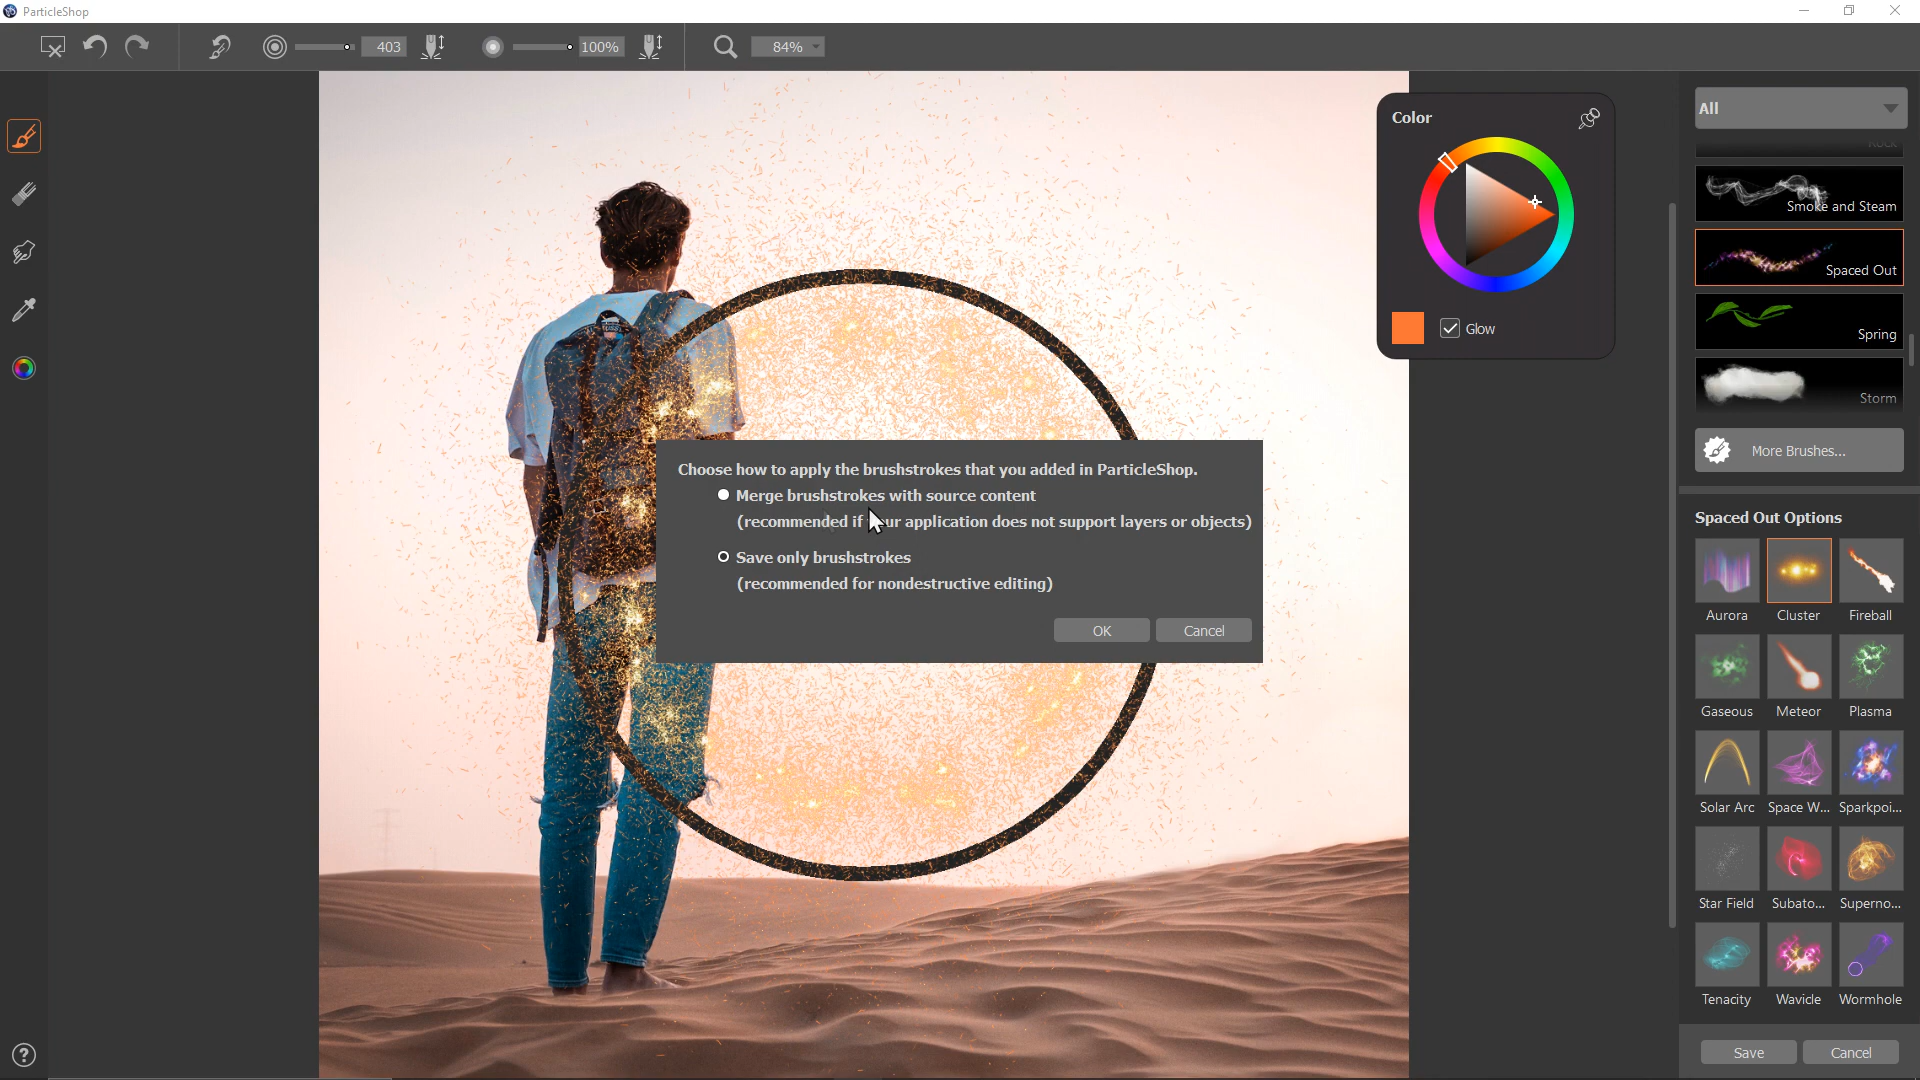 ParticleShop
403
100%
84%
Color
Glow
All
Rock
Smoke and Steam
Spaced Out
Spring
Storm
More Brushes...
Choose how to apply the brushstrokes that you added in ParticleShop.
Merge brushstrokes with source content
(recommended if ur application does not support layers or objects)
Save only brushstrokes
(recommended for nondestructive editing)
OK Cancel
Spaced Out Options
Aurora Cluster Fireball
Gaseous Meteor Plasma
Solar Arc Space W... Sparkpoi...
Star Field Subato... Superno...
Tenacity Wavicle Wormhole
Save Cancel